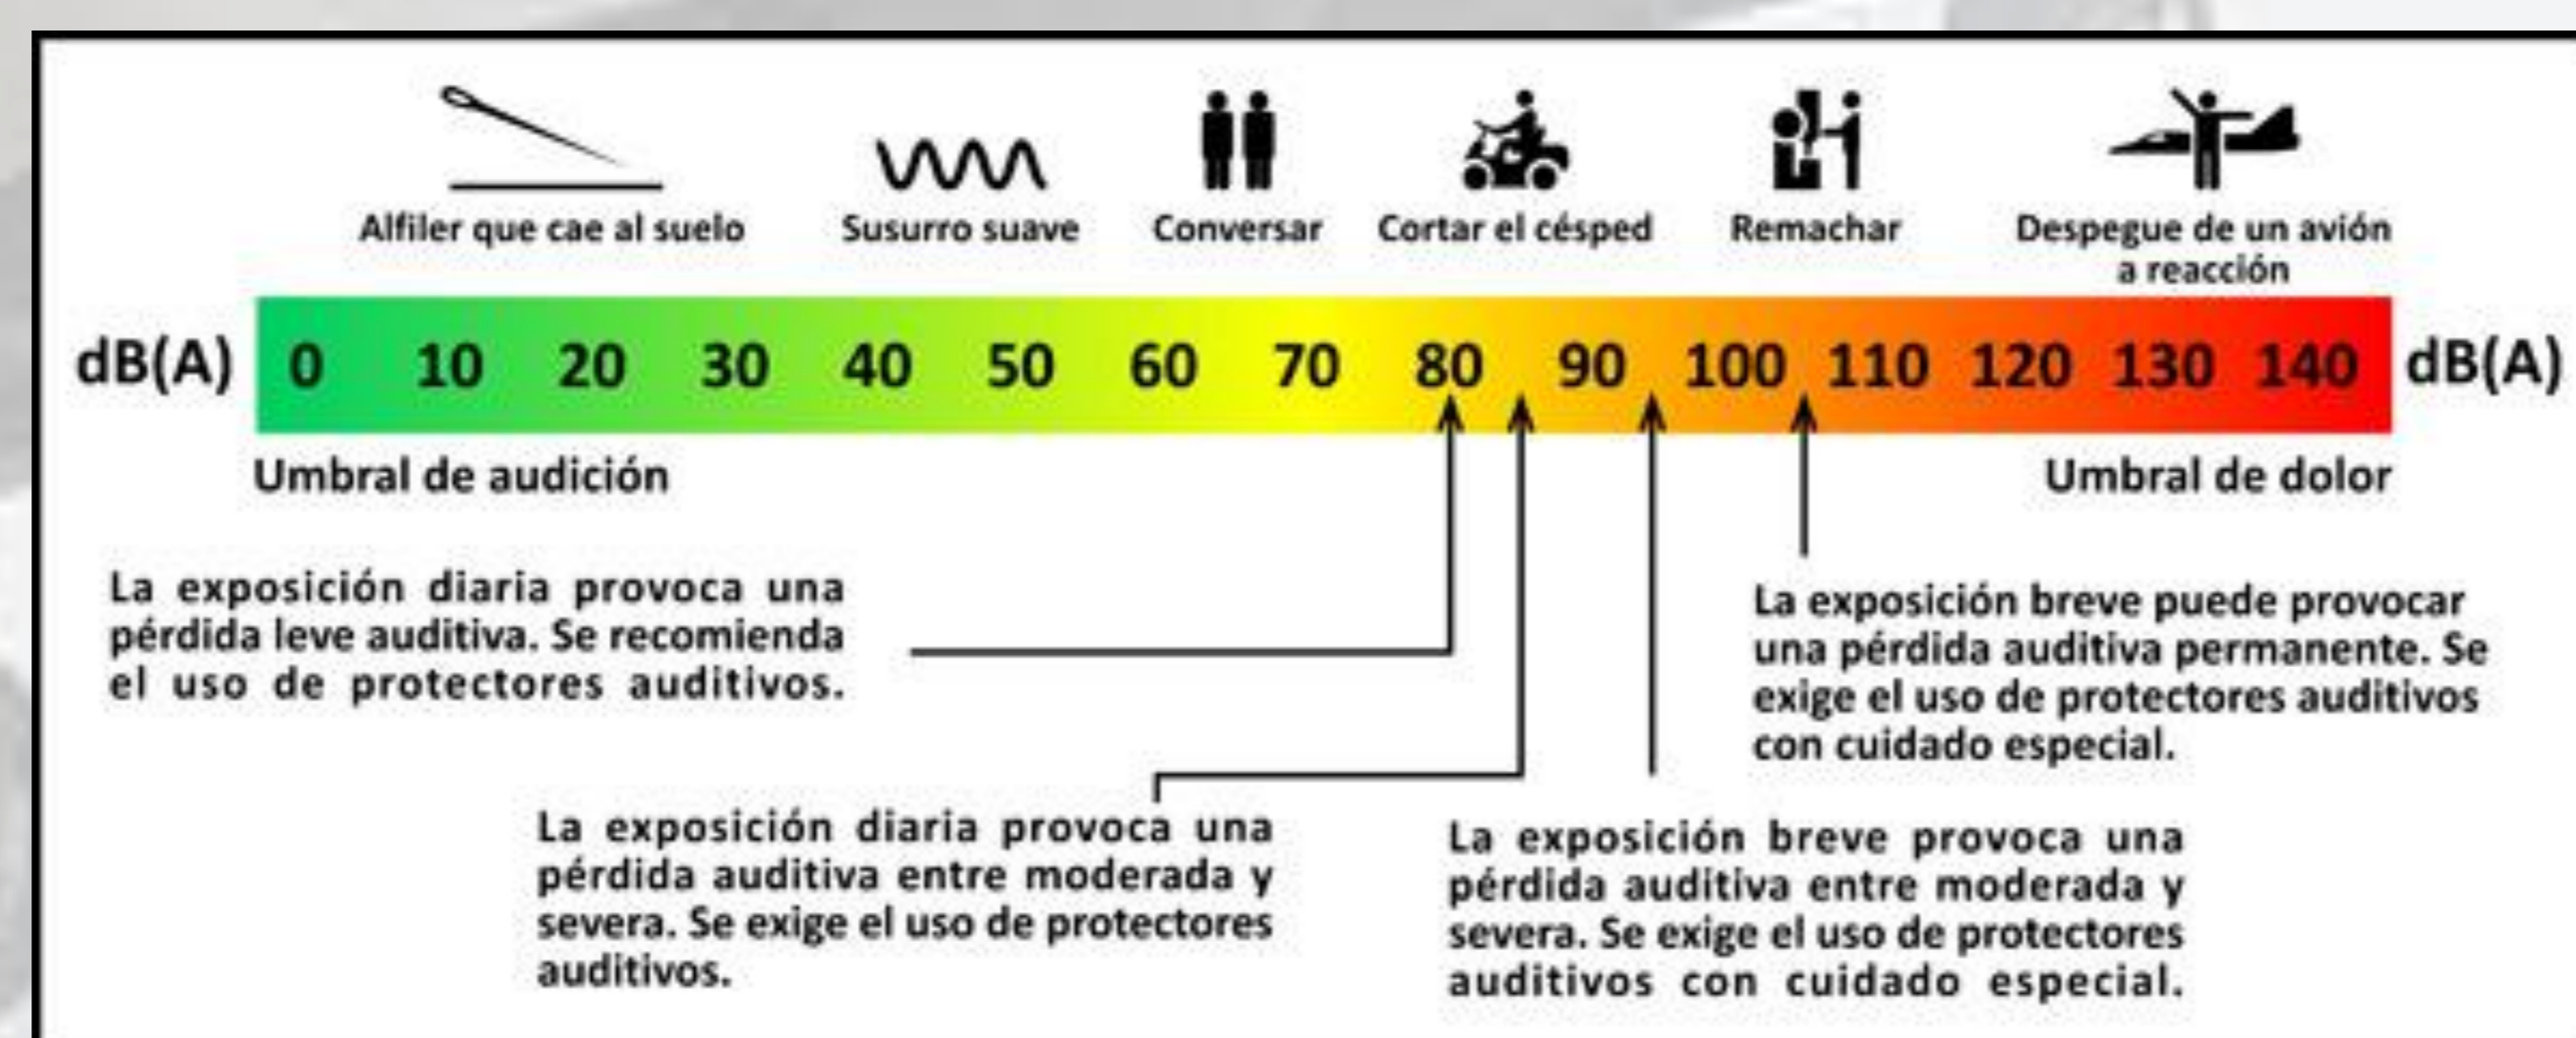 Alfiler que cae al suelo
Susurro suave
Conversar
Cortar el césped
Remachar
Despegue de un avión
a reacción
dB(A) 0 10 20 30 40 50 60 70 80 90 100 110 120 130 140 dB(A)
Umbral de audición
Umbral de dolor
La exposición diaria provoca una
pérdida leve auditiva. Se recomienda
el uso de protectores auditivos.
La exposición breve puede provocar
una pérdida auditiva permanente. Se
exige el uso de protectores auditivos
con cuidado especial.
La exposición diaria provoca una
pérdida auditiva entre moderada y
severa. Se exige el uso de protectores
auditivos.
La exposición breve provoca una
pérdida auditiva entre moderada y
severa. Se exige el uso de protectores
auditivos con cuidado especial.